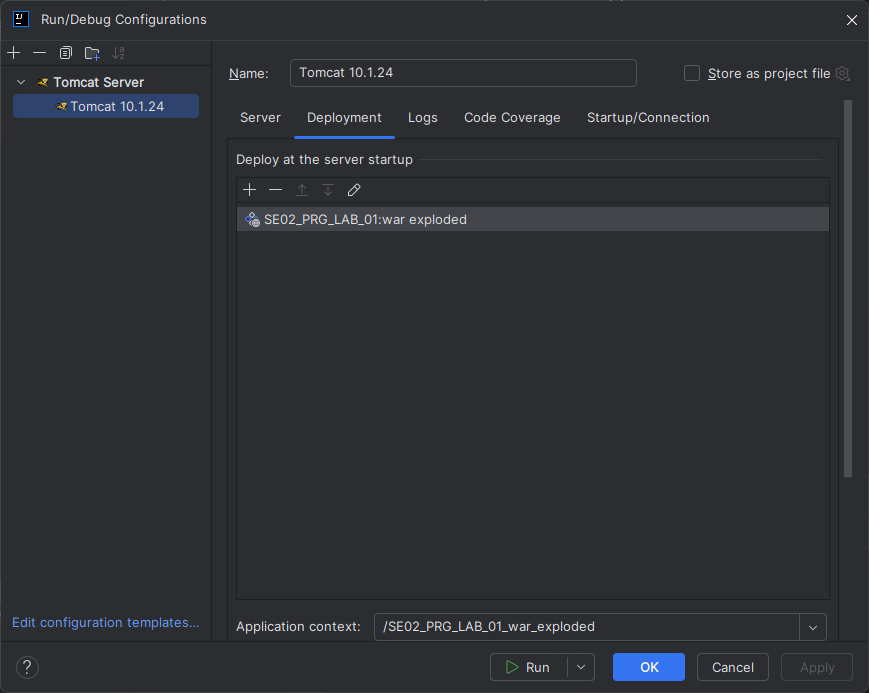 Run/Debug Configurations
Tomcat Server
Tomcat 10.1.24
Name: Tomcat 10.1.24 Store as project file
Server Deployment Logs Code Coverage Startup/Connection
Deploy at the server startup
SE02_PRG_LAB_01:war exploded
Application context: /SE02_PRG_LAB_01_war_exploded
Edit configuration templates...
? Run OK Cancel Apply